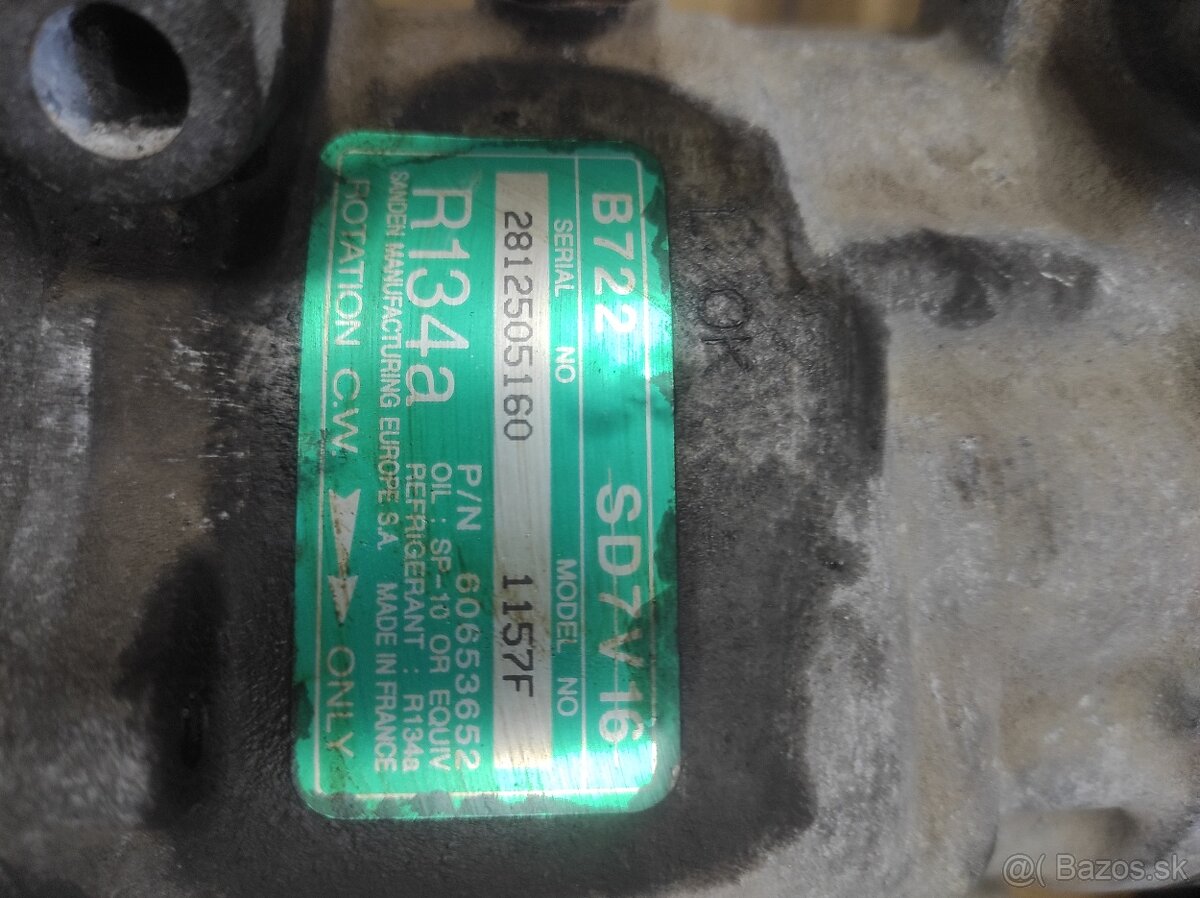 B722 SD7V16
SERIAL NO MODEL NO
2812505160 1157F
R134a
P/N 60653652
OIL : SP-10 OR EQUIV
REFRIGERANT : R134a
SANDEN MANUFACTURING EUROPE S.A. MADE IN FRANCE
ROTATION C.W. ONLY
OK
@( Bazos.sk